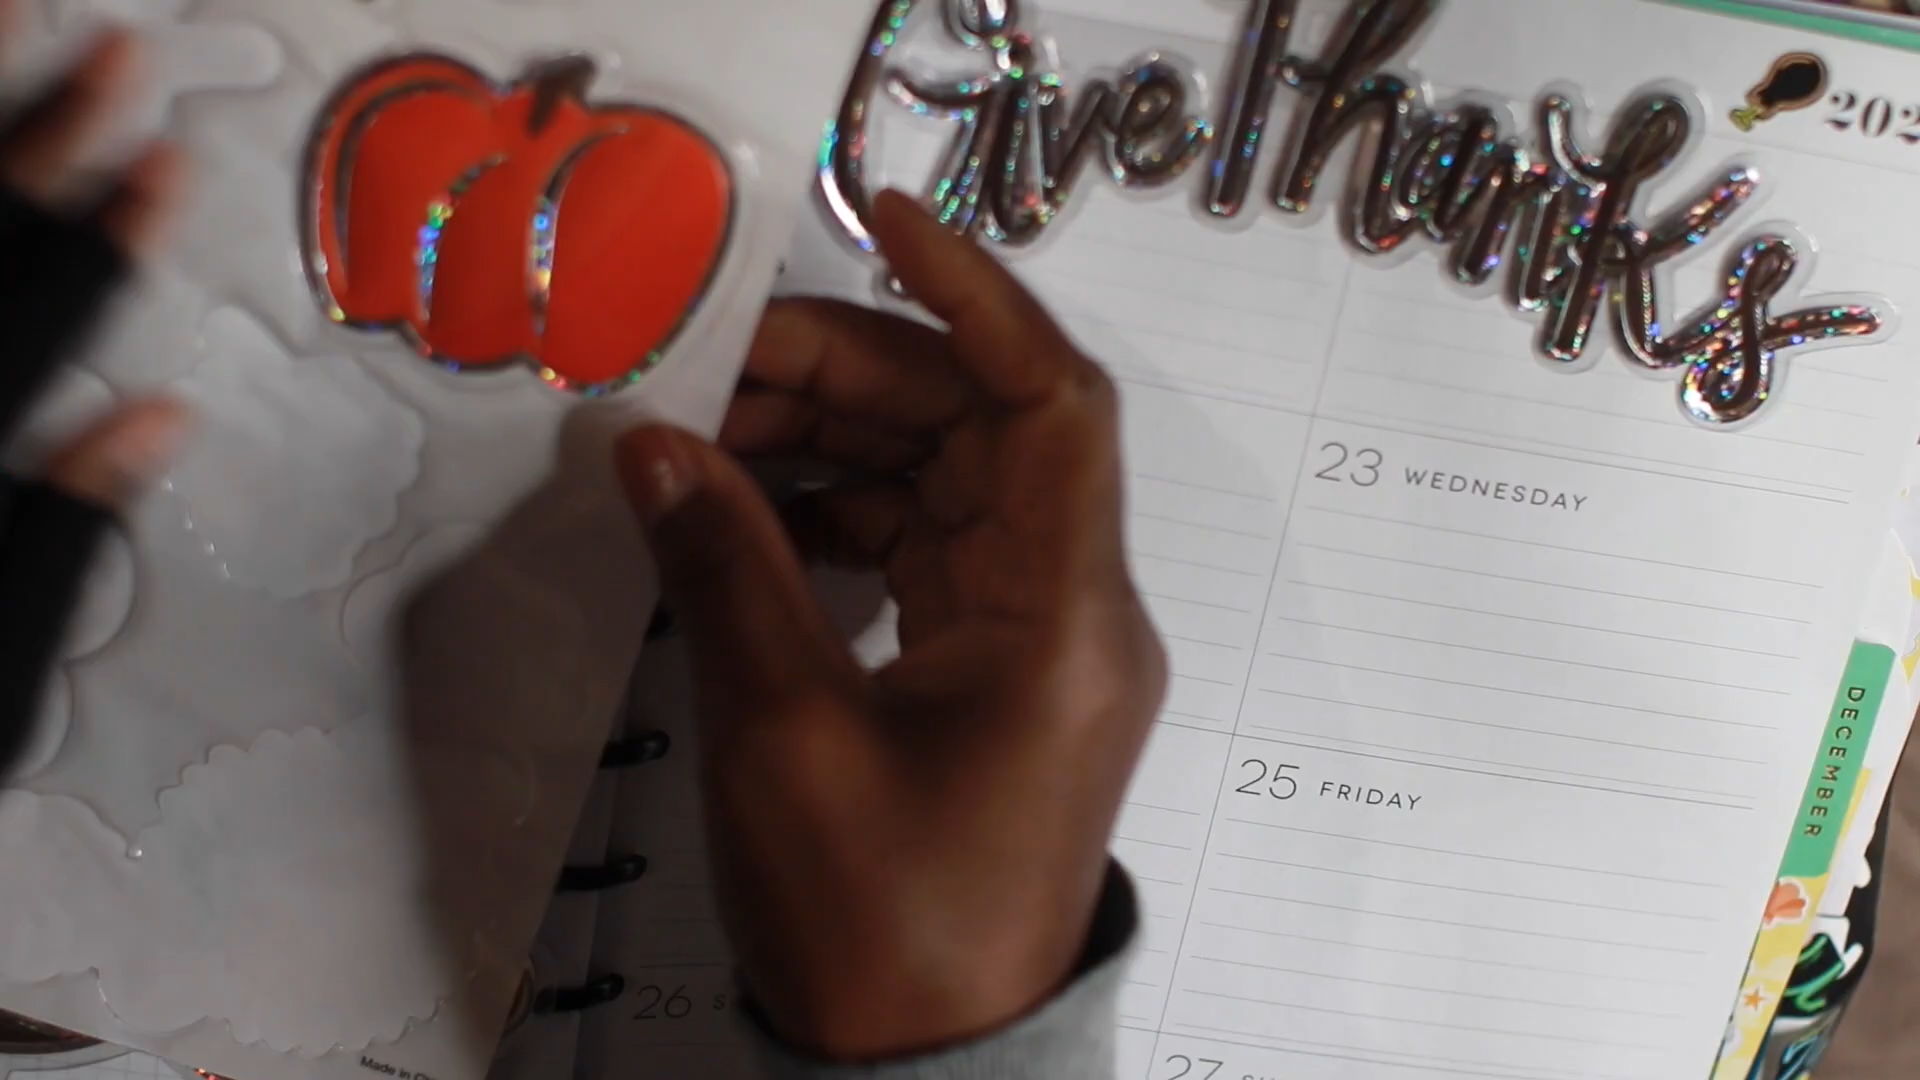 Give Thanks
202
23 WEDNESDAY
25 FRIDAY
DECEMBER
26 S
27
Made in C